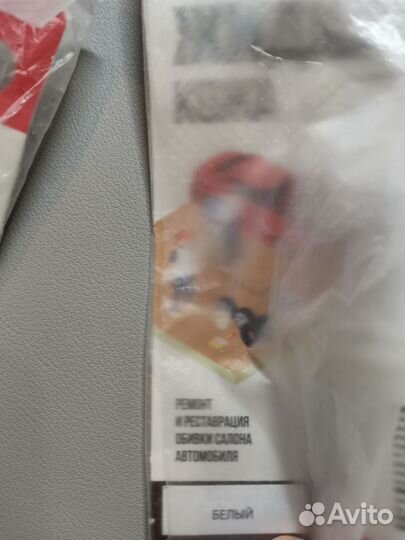 РЕМОНТ
И РЕСТАВРАЦИЯ
ОБИВКИ САЛОНА
АВТОМОБИЛЯ
БЕЛЫЙ
Avito